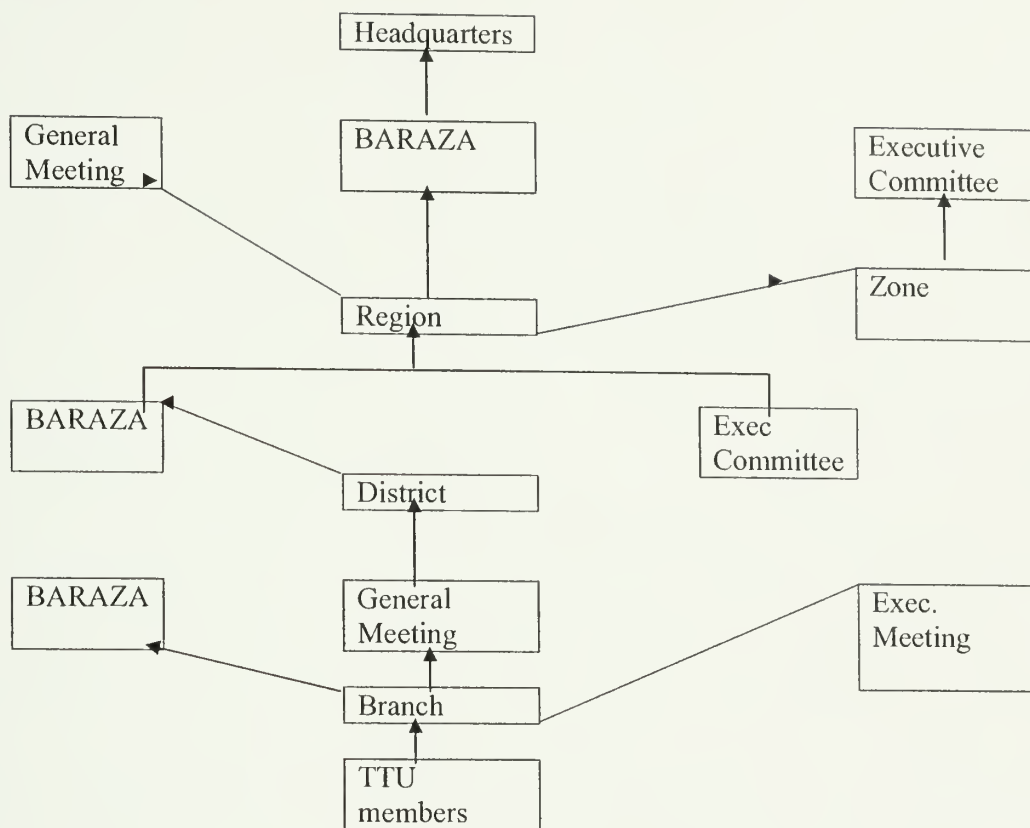 Headquarters
General
Meeting
BARAZA
Executive
Committee
Region
Zone
BARAZA
Exec
Committee
District
BARAZA
General
Meeting
Exec.
Meeting
Branch
TTU
members